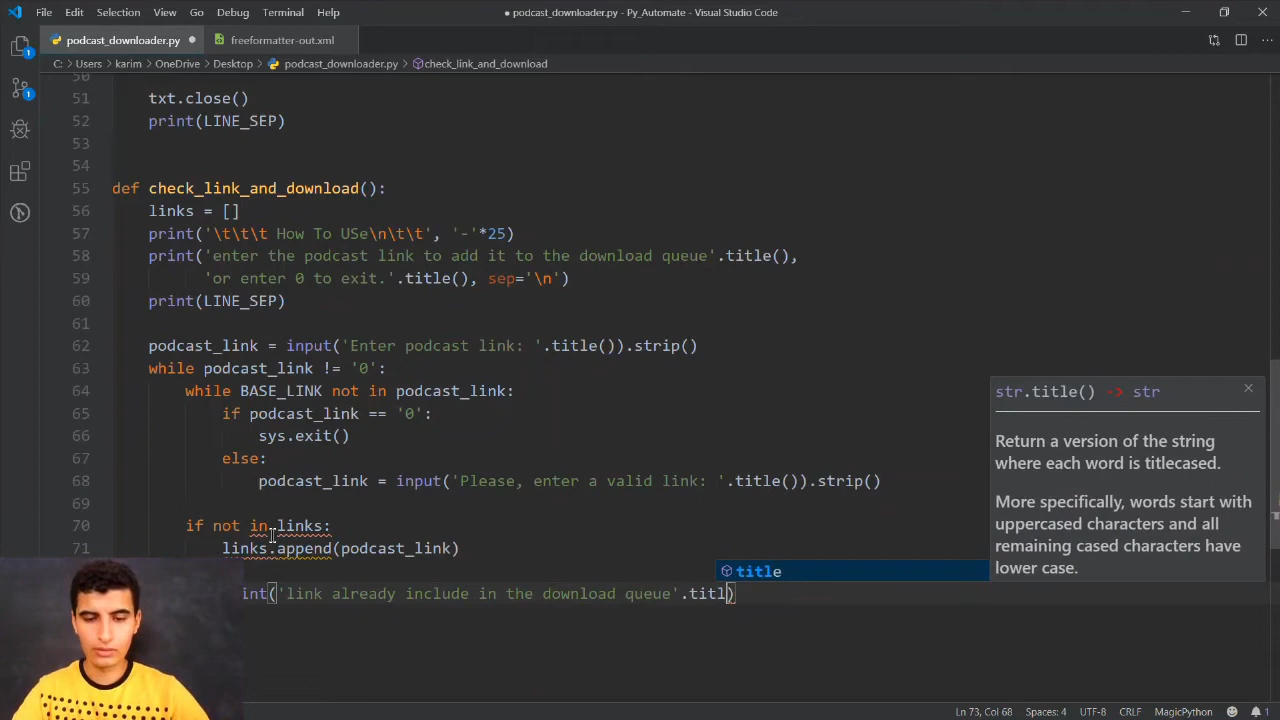 File Edit Selection View Go Debug Terminal Help
● podcast_downloader.py - Py_Automate - Visual Studio Code
podcast_downloader.py ●
freeformatter-out.xml
C: > Users > karim > OneDrive > Desktop > podcast_downloader.py > check_link_and_download
50
51 txt.close()
52 print(LINE_SEP)
53
54
55 def check_link_and_download():
56 links = []
57 print('\t\t\t How To USe\n\t\t', '-'*25)
58 print('enter the podcast link to add it to the download queue'.title(),
59 'or enter 0 to exit.'.title(), sep='\n')
60 print(LINE_SEP)
61
62 podcast_link = input('Enter podcast link: '.title()).strip()
63 while podcast_link != '0':
64 while BASE_LINK not in podcast_link:
65 if podcast_link == '0':
66 sys.exit()
67 else:
68 podcast_link = input('Please, enter a valid link: '.title()).strip()
69
70 if not in links:
71 links.append(podcast_link)
int('link already include in the download queue'.titl)
title
str.title() -> str
Return a version of the string
where each word is titlecased.
More specifically, words start with
uppercased characters and all
remaining cased characters have
lower case.
Ln 73, Col 68 Spaces: 4 UTF-8 CRLF MagicPython 1